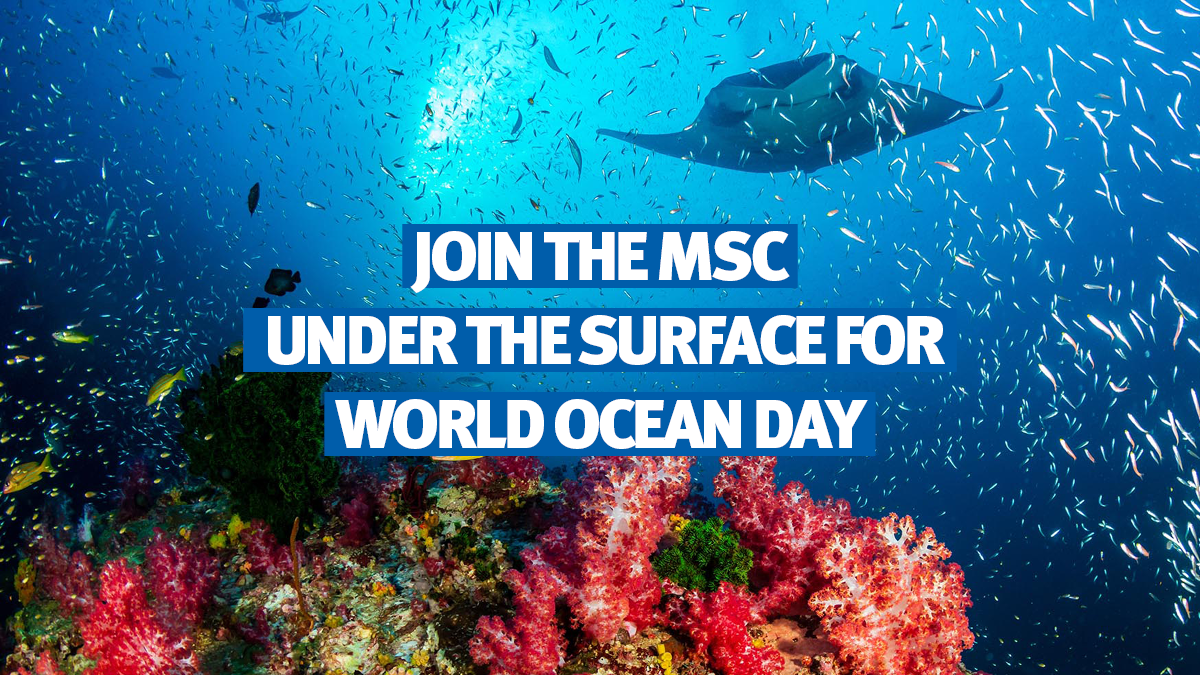 JOIN THE MSC
UNDER THE SURFACE FOR
WORLD OCEAN DAY